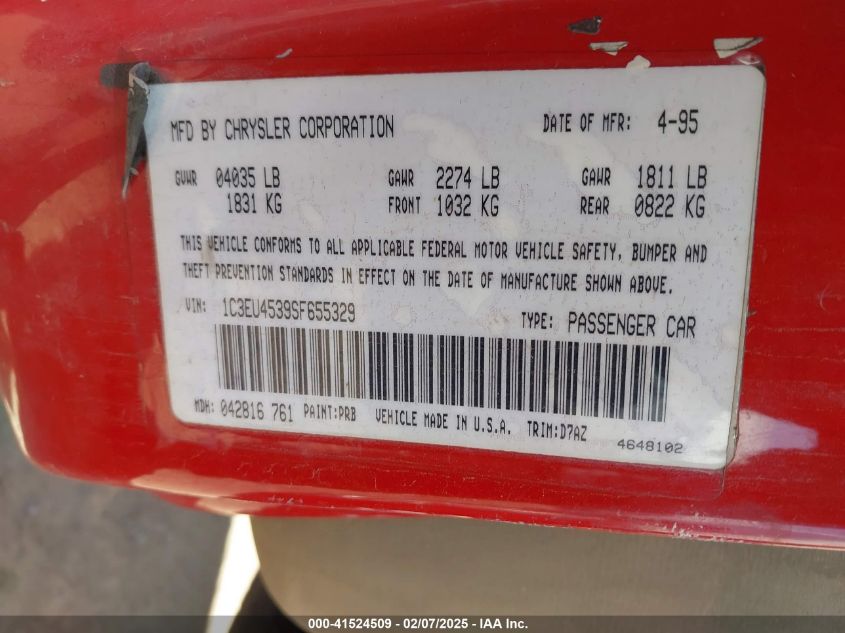 MFD BY CHRYSLER CORPORATION DATE OF MFR: 4-95
GVWR 04035 LB GAWR 2274 LB GAWR 1811 LB
1831 KG FRONT 1032 KG REAR 0822 KG
THIS VEHICLE CONFORMS TO ALL APPLICABLE FEDERAL MOTOR VEHICLE SAFETY, BUMPER AND
THEFT PREVENTION STANDARDS IN EFFECT ON THE DATE OF MANUFACTURE SHOWN ABOVE.
VIN: 1C3EU4539SF655329 TYPE: PASSENGER CAR
MDH: 042816 761 PAINT:PRB VEHICLE MADE IN U.S.A. TRIM:D7AZ
4648102
000-41524509 - 02/07/2025 - IAA Inc.